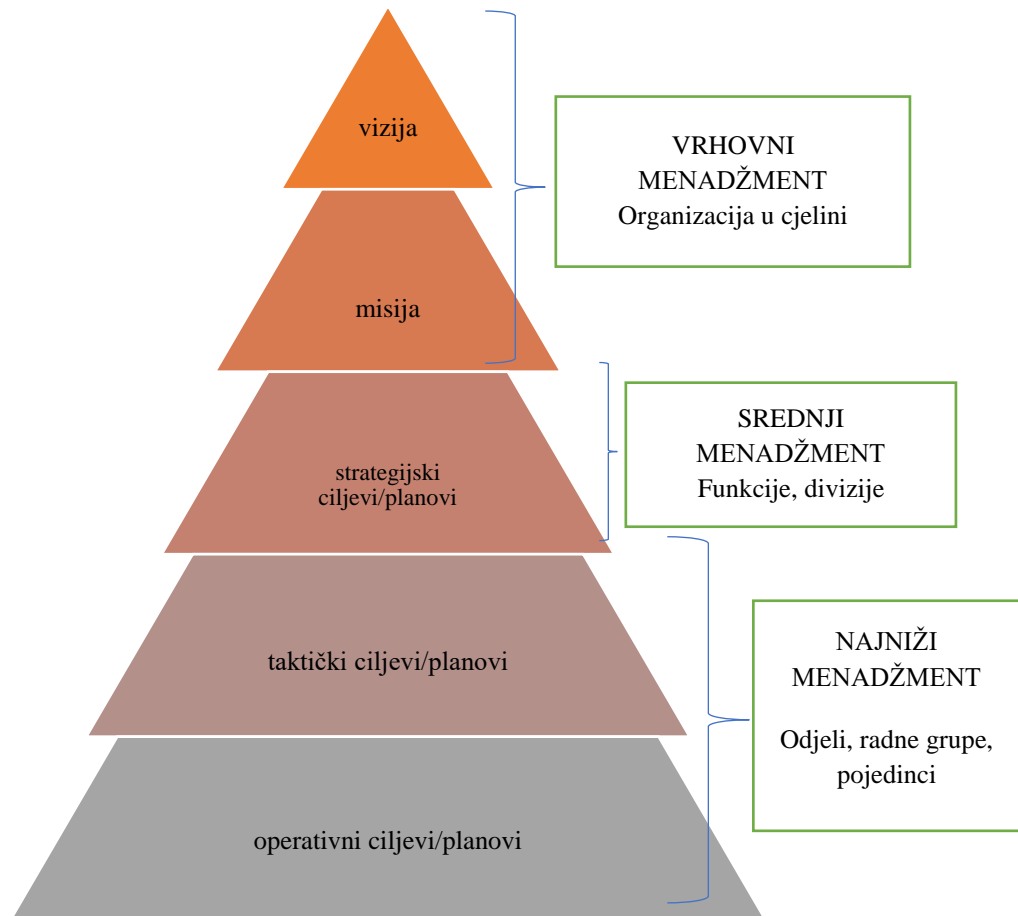 vizija
VRHOVNI
MENADŽMENT
Organizacija u cjelini
misija
SREDNJI
MENADŽMENT
Funkcije, divizije
strategijski
ciljevi/planovi
NAJNIŽI
MENADŽMENT
Odjeli, radne grupe,
pojedinci
taktički ciljevi/planovi
operativni ciljevi/planovi